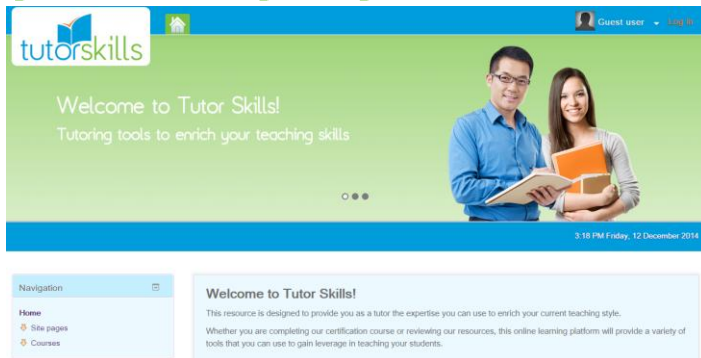 tutorskills
Guest user Log in
Welcome to Tutor Skills!
Tutoring tools to enrich your teaching skills
3:18 PM Friday, 12 December 2014
Navigation
Home
Site pages
Courses
Welcome to Tutor Skills!
This resource is designed to provide you as a tutor the expertise you can use to enrich your current teaching style.
Whether you are completing our certification course or reviewing our resources, this online learning platform will provide a variety of
tools that you can use to gain leverage in teaching your students.